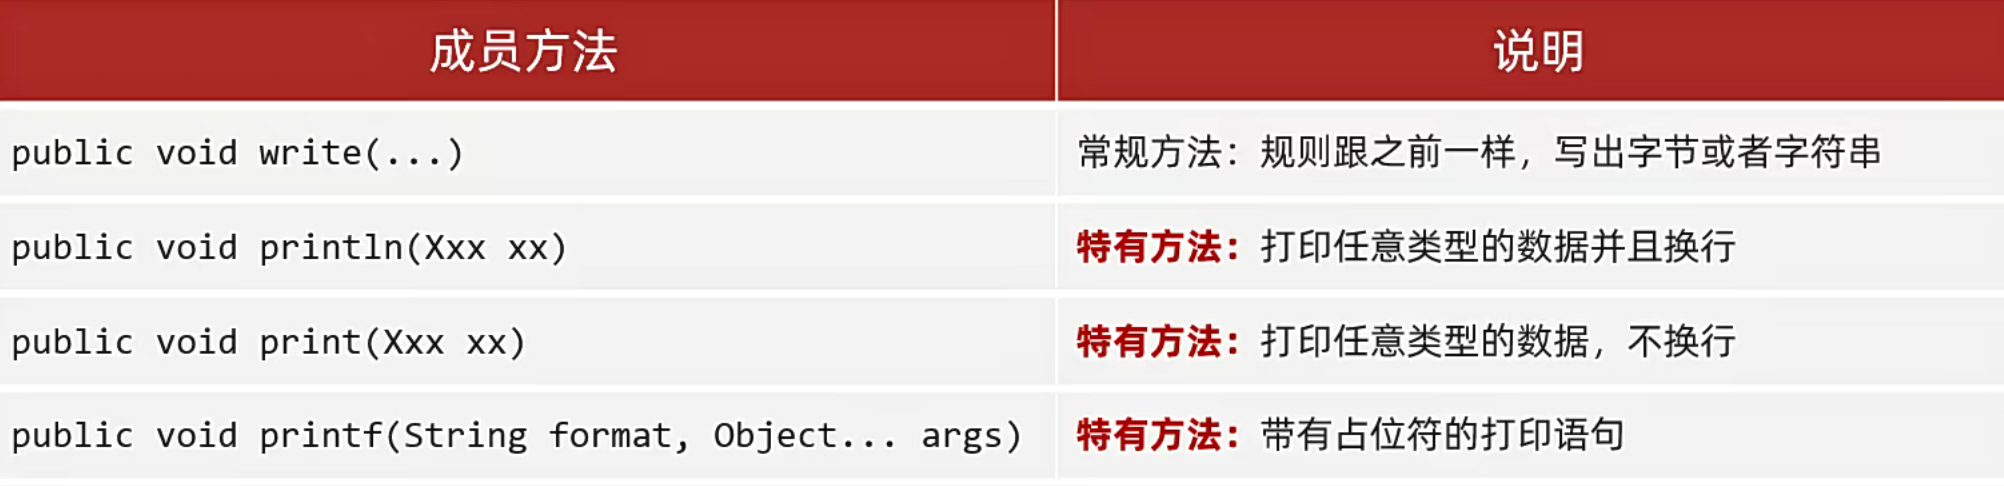 成员方法 说明
public void write(...) 常规方法：规则跟之前一样，写出字节或者字符串
public void println(Xxx xx) 特有方法：打印任意类型的数据并且换行
public void print(Xxx xx) 特有方法：打印任意类型的数据，不换行
public void printf(String format, Object... args) 特有方法：带有占位符的打印语句